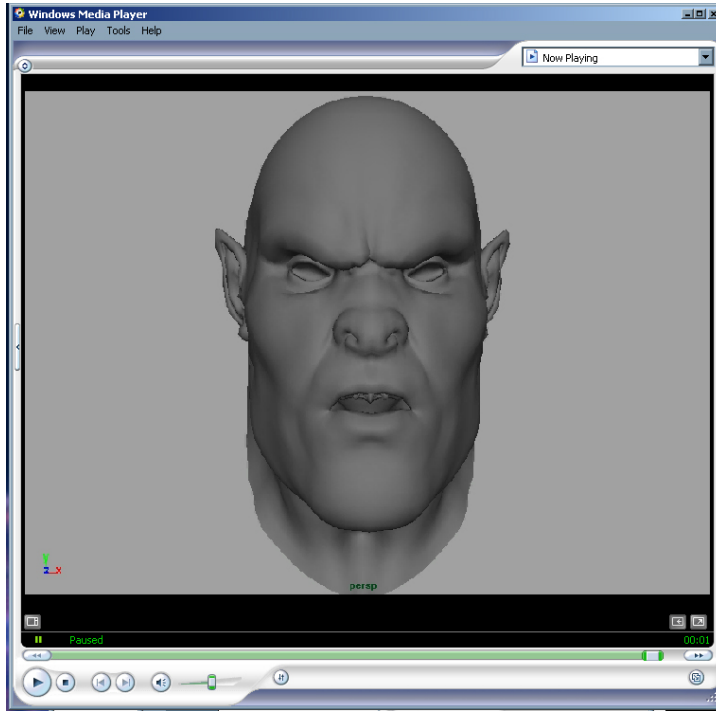 Windows Media Player
File View Play Tools Help
Now Playing
y
z x
persp
Paused
00:01